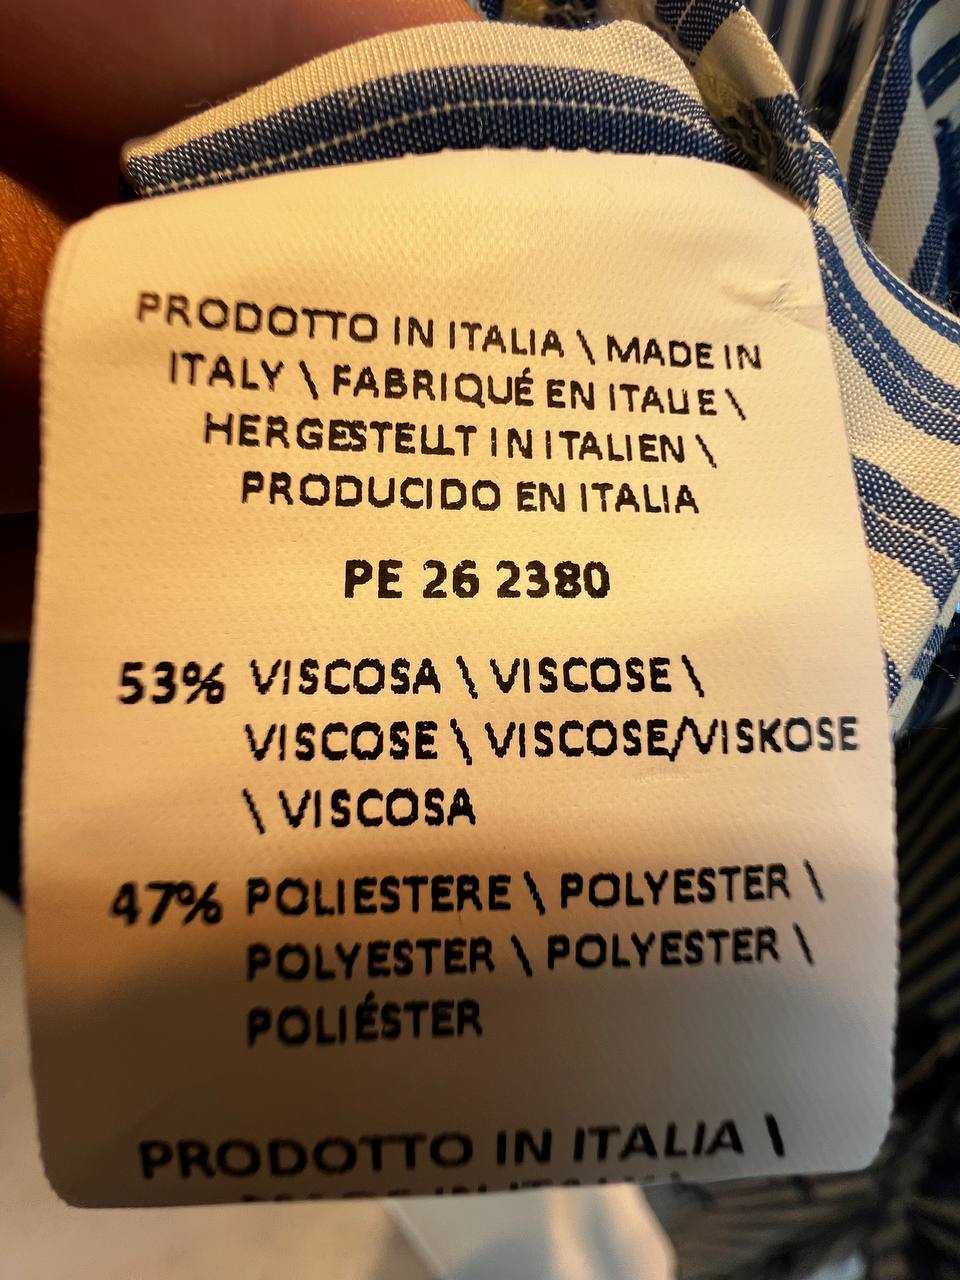 PRODOTTO IN ITALIA \ MADE IN
ITALY \ FABRIQUÉ EN ITALIE \
HERGESTELLT IN ITALIEN \
PRODUCIDO EN ITALIA
PE 26 2380
53% VISCOSA \ VISCOSE \
VISCOSE \ VISCOSE/VISKOSE
\ VISCOSA
47% POLIESTERE \ POLYESTER \
POLYESTER \ POLYESTER \
POLIÉSTER
PRODOTTO IN ITALIA \